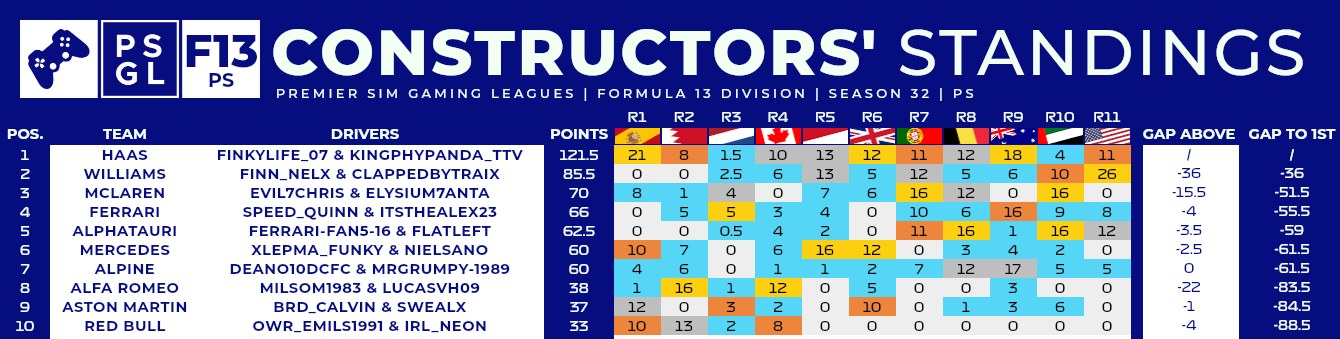 PS
GL
F13
PS
CONSTRUCTORS' STANDINGS
PREMIER SIM GAMING LEAGUES | FORMULA 13 DIVISION | SEASON 32 | PS
R1 R2 R3 R4 R5 R6 R7 R8 R9 R10 R11
POS. TEAM DRIVERS POINTS GAP ABOVE GAP TO 1ST
1 HAAS FINKYLIFE_07 & KINGPHYPANDA_TTV 121.5 21 8 1.5 10 13 12 11 12 18 4 11 / /
2 WILLIAMS FINN_NELX & CLAPPEDBYTRAIX 85.5 0 0 2.5 6 13 5 12 5 6 10 26 -36 -36
3 MCLAREN EVIL7CHRIS & ELYSIUM7ANTA 70 8 1 4 0 7 6 16 12 0 16 0 -15.5 -51.5
4 FERRARI SPEED_QUINN & ITSTHEALEX23 66 0 5 5 3 4 0 10 6 16 9 8 -4 -55.5
5 ALPHATAURI FERRARI-FAN5-16 & FLATLEFT 62.5 0 0 0.5 4 2 0 11 16 1 16 12 -3.5 -59
6 MERCEDES XLEPMA_FUNKY & NIELSANO 60 10 7 0 6 16 12 0 3 4 2 0 -2.5 -61.5
7 ALPINE DEANO10DCFC & MRGRUMPY-1989 60 4 6 0 1 1 2 7 12 17 5 5 0 -61.5
8 ALFA ROMEO MILSOM1983 & LUCASVH09 38 1 16 1 12 0 5 0 0 3 0 0 -22 -83.5
9 ASTON MARTIN BRD_CALVIN & SWEALX 37 12 0 3 2 0 10 0 1 3 6 0 -1 -84.5
10 RED BULL OWR_EMILS1991 & IRL_NEON 33 10 13 2 8 0 0 0 0 0 0 0 -4 -88.5